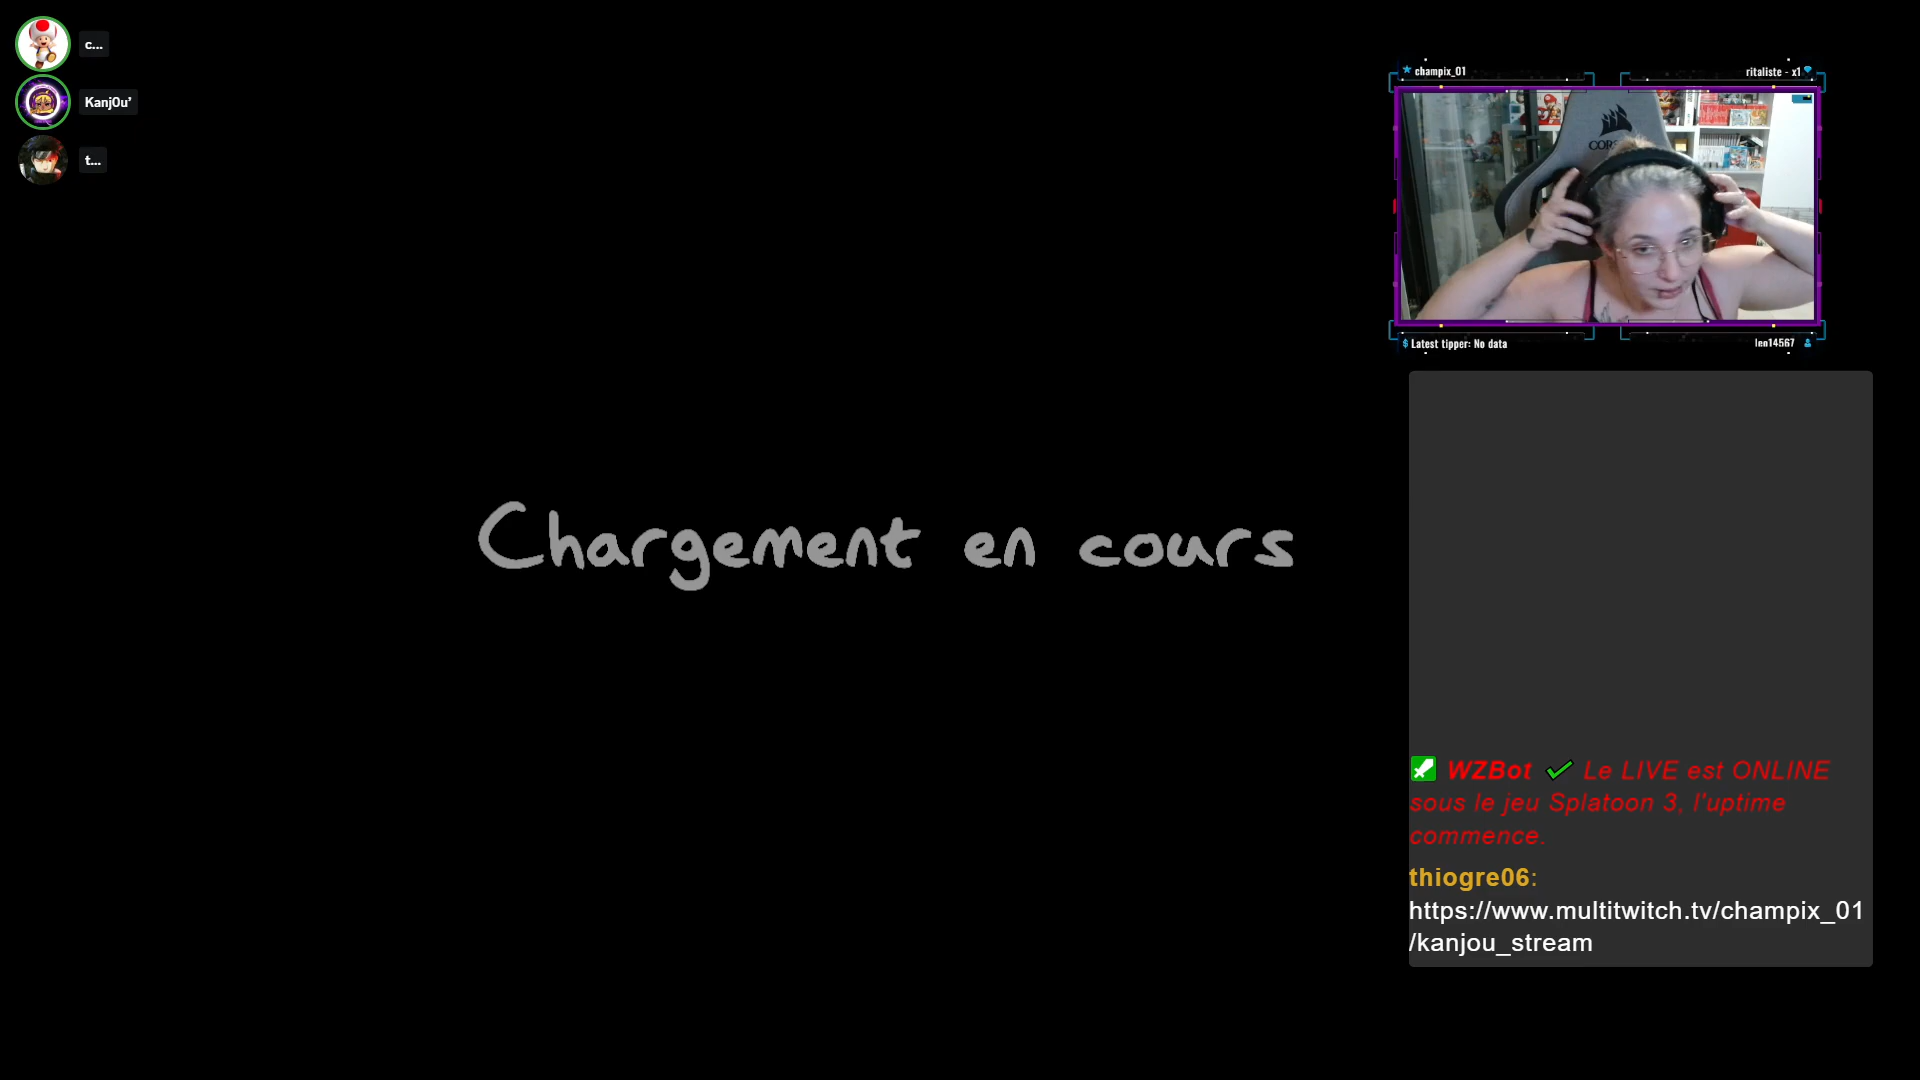 c...
KanjOu'
t...
champix_01
ritaliste - x1
Latest tipper: No data
len14567
Chargement en cours
WZBot ✔ Le LIVE est ONLINE
sous le jeu Splatoon 3, l'uptime
commence.
thiogre06:
https://www.multitwitch.tv/champix_01
/kanjou_stream